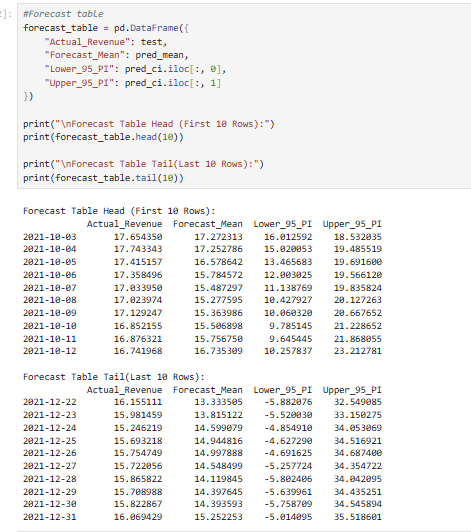 ]: #Forecast table
forecast_table = pd.DataFrame({
    "Actual_Revenue": test,
    "Forecast_Mean": pred_mean,
    "Lower_95_PI": pred_ci.iloc[:, 0],
    "Upper_95_PI": pred_ci.iloc[:, 1]
})
print("\nForecast Table Head (First 10 Rows):")
print(forecast_table.head(10))
print("\nForecast Table Tail(Last 10 Rows):")
print(forecast_table.tail(10))
Forecast Table Head (First 10 Rows):
            Actual_Revenue  Forecast_Mean  Lower_95_PI  Upper_95_PI
2021-10-03       17.654350      17.272313    16.012592    18.532035
2021-10-04       17.743343      17.252786    15.020053    19.485519
2021-10-05       17.415157      16.578642    13.465683    19.691600
2021-10-06       17.358496      15.784572    12.003025    19.566120
2021-10-07       17.033950      15.487297    11.138769    19.835824
2021-10-08       17.023974      15.277595    10.427927    20.127263
2021-10-09       17.129247      15.363986    10.060320    20.667652
2021-10-10       16.852155      15.506898     9.785145    21.228652
2021-10-11       16.876321      15.756750     9.645445    21.868055
2021-10-12       16.741968      16.735309    10.257837    23.212781
Forecast Table Tail(Last 10 Rows):
            Actual_Revenue  Forecast_Mean  Lower_95_PI  Upper_95_PI
2021-12-22       16.155111      13.333505    -5.882076    32.549085
2021-12-23       15.981459      13.815122    -5.520030    33.150275
2021-12-24       15.246219      14.599079    -4.854910    34.053069
2021-12-25       15.693218      14.944816    -4.627290    34.516921
2021-12-26       15.754749      14.997888    -4.691625    34.687400
2021-12-27       15.722056      14.548499    -5.257724    34.354722
2021-12-28       15.865822      14.119845    -5.802406    34.042095
2021-12-29       15.708988      14.397645    -5.639961    34.435251
2021-12-30       15.822867      14.393593    -5.758709    34.545894
2021-12-31       16.069429      15.252253    -5.014095    35.518601